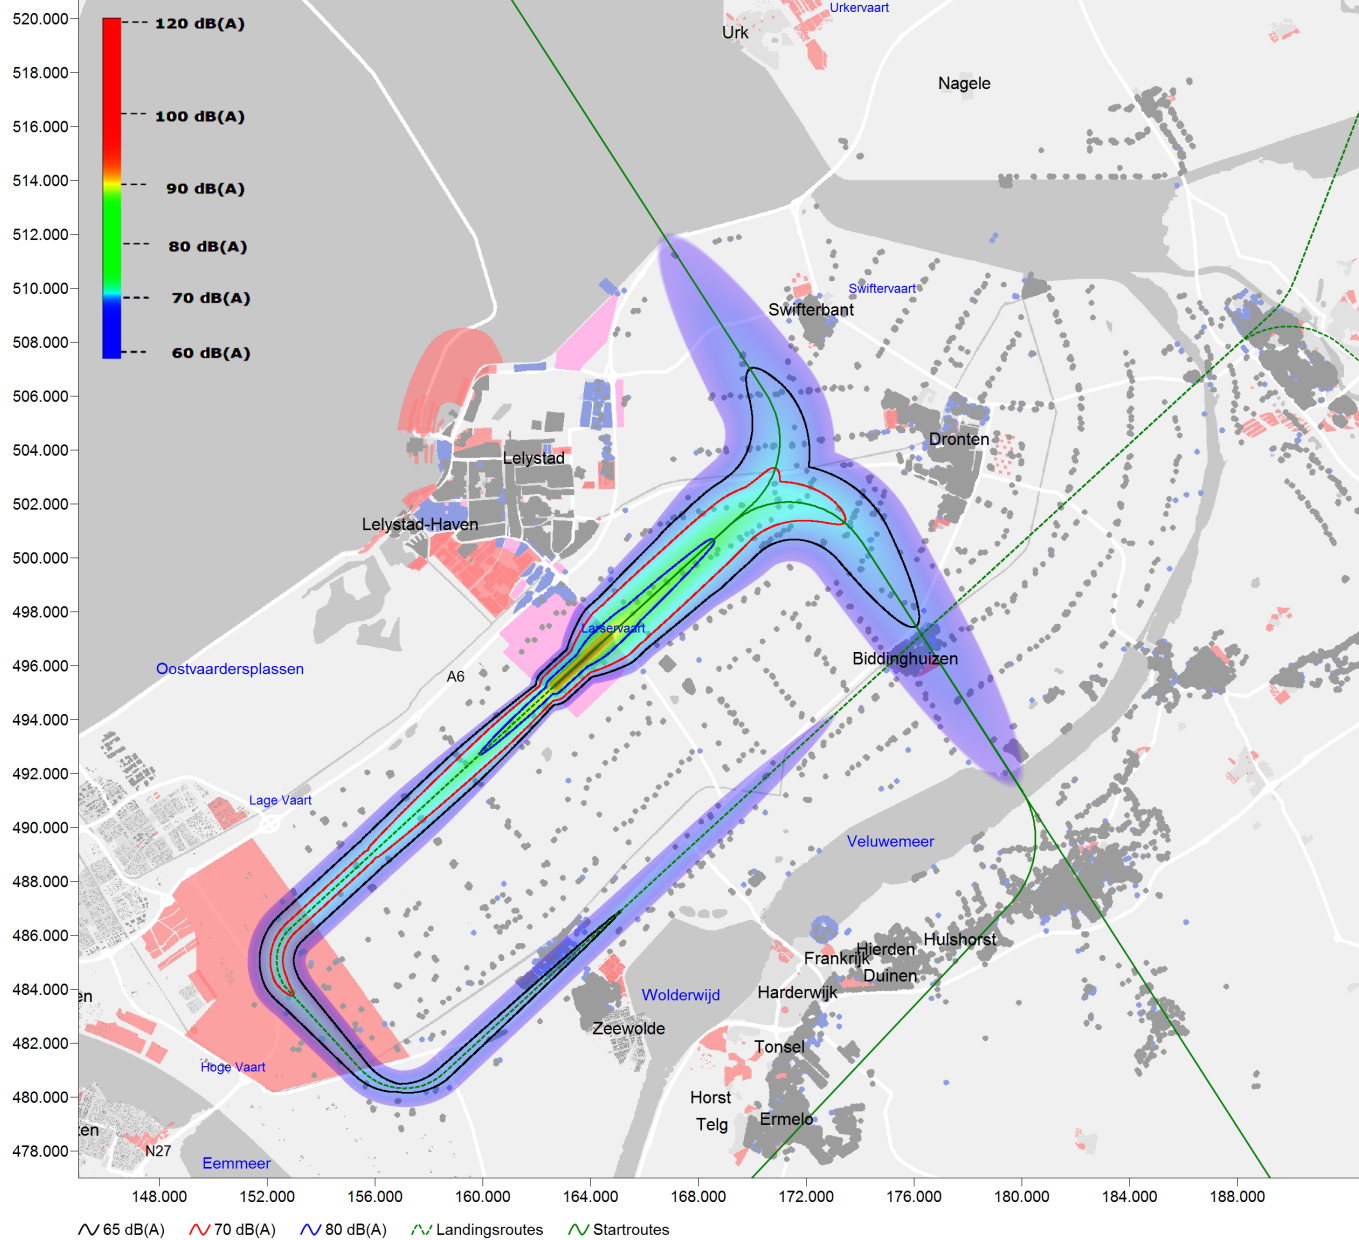 520.000
518.000
516.000
514.000
512.000
510.000
508.000
506.000
504.000
502.000
500.000
498.000
496.000
494.000
492.000
490.000
488.000
486.000
484.000
482.000
480.000
478.000
120 dB(A)
100 dB(A)
90 dB(A)
80 dB(A)
70 dB(A)
60 dB(A)
Urkervaart
Urk
Nagele
Swiftervaart
Swifterbant
Dronten
Lelystad
Lelystad-Haven
Larservaart
Biddinghuizen
Oostvaardersplassen
A6
Lage Vaart
Veluwemeer
Hulshorst
Hierden
Frankrijk
Duinen
Harderwijk
Wolderwijd
en
Zeewolde
Tonsel
Hoge Vaart
Horst
Telg
Ermelo
ten
N27
Eemmeer
148.000 152.000 156.000 160.000 164.000 168.000 172.000 176.000 180.000 184.000 188.000
65 dB(A) 70 dB(A) 80 dB(A) Landingsroutes Startroutes